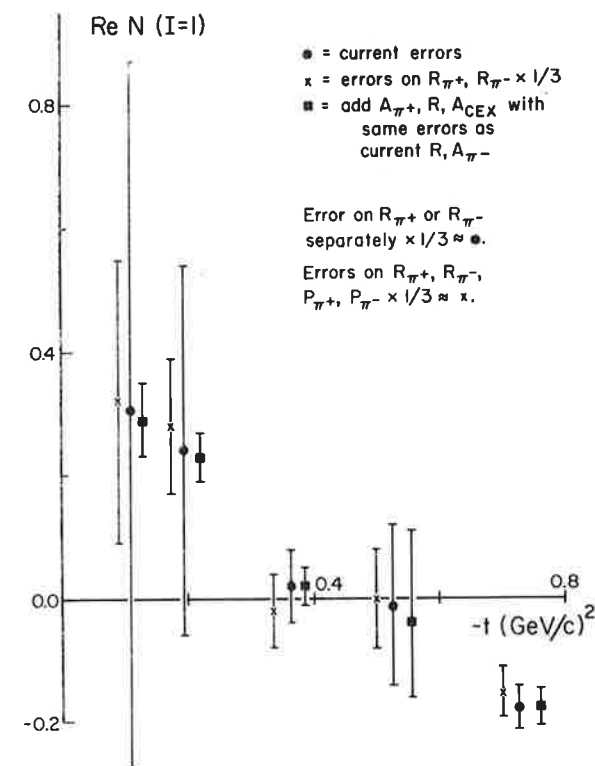 Re N (I=1)
● = current errors
x = errors on Rπ+, Rπ- × 1/3
■ = add Aπ+, R, ACEX with
same errors as
current R, Aπ-
Error on Rπ+ or Rπ-
separately × 1/3 ≈ ●.
Errors on Rπ+, Rπ-,
Pπ+, Pπ- × 1/3 ≈ x.
0.8
0.4
0.0
-0.2
0.4
0.8
-t (GeV/c)²